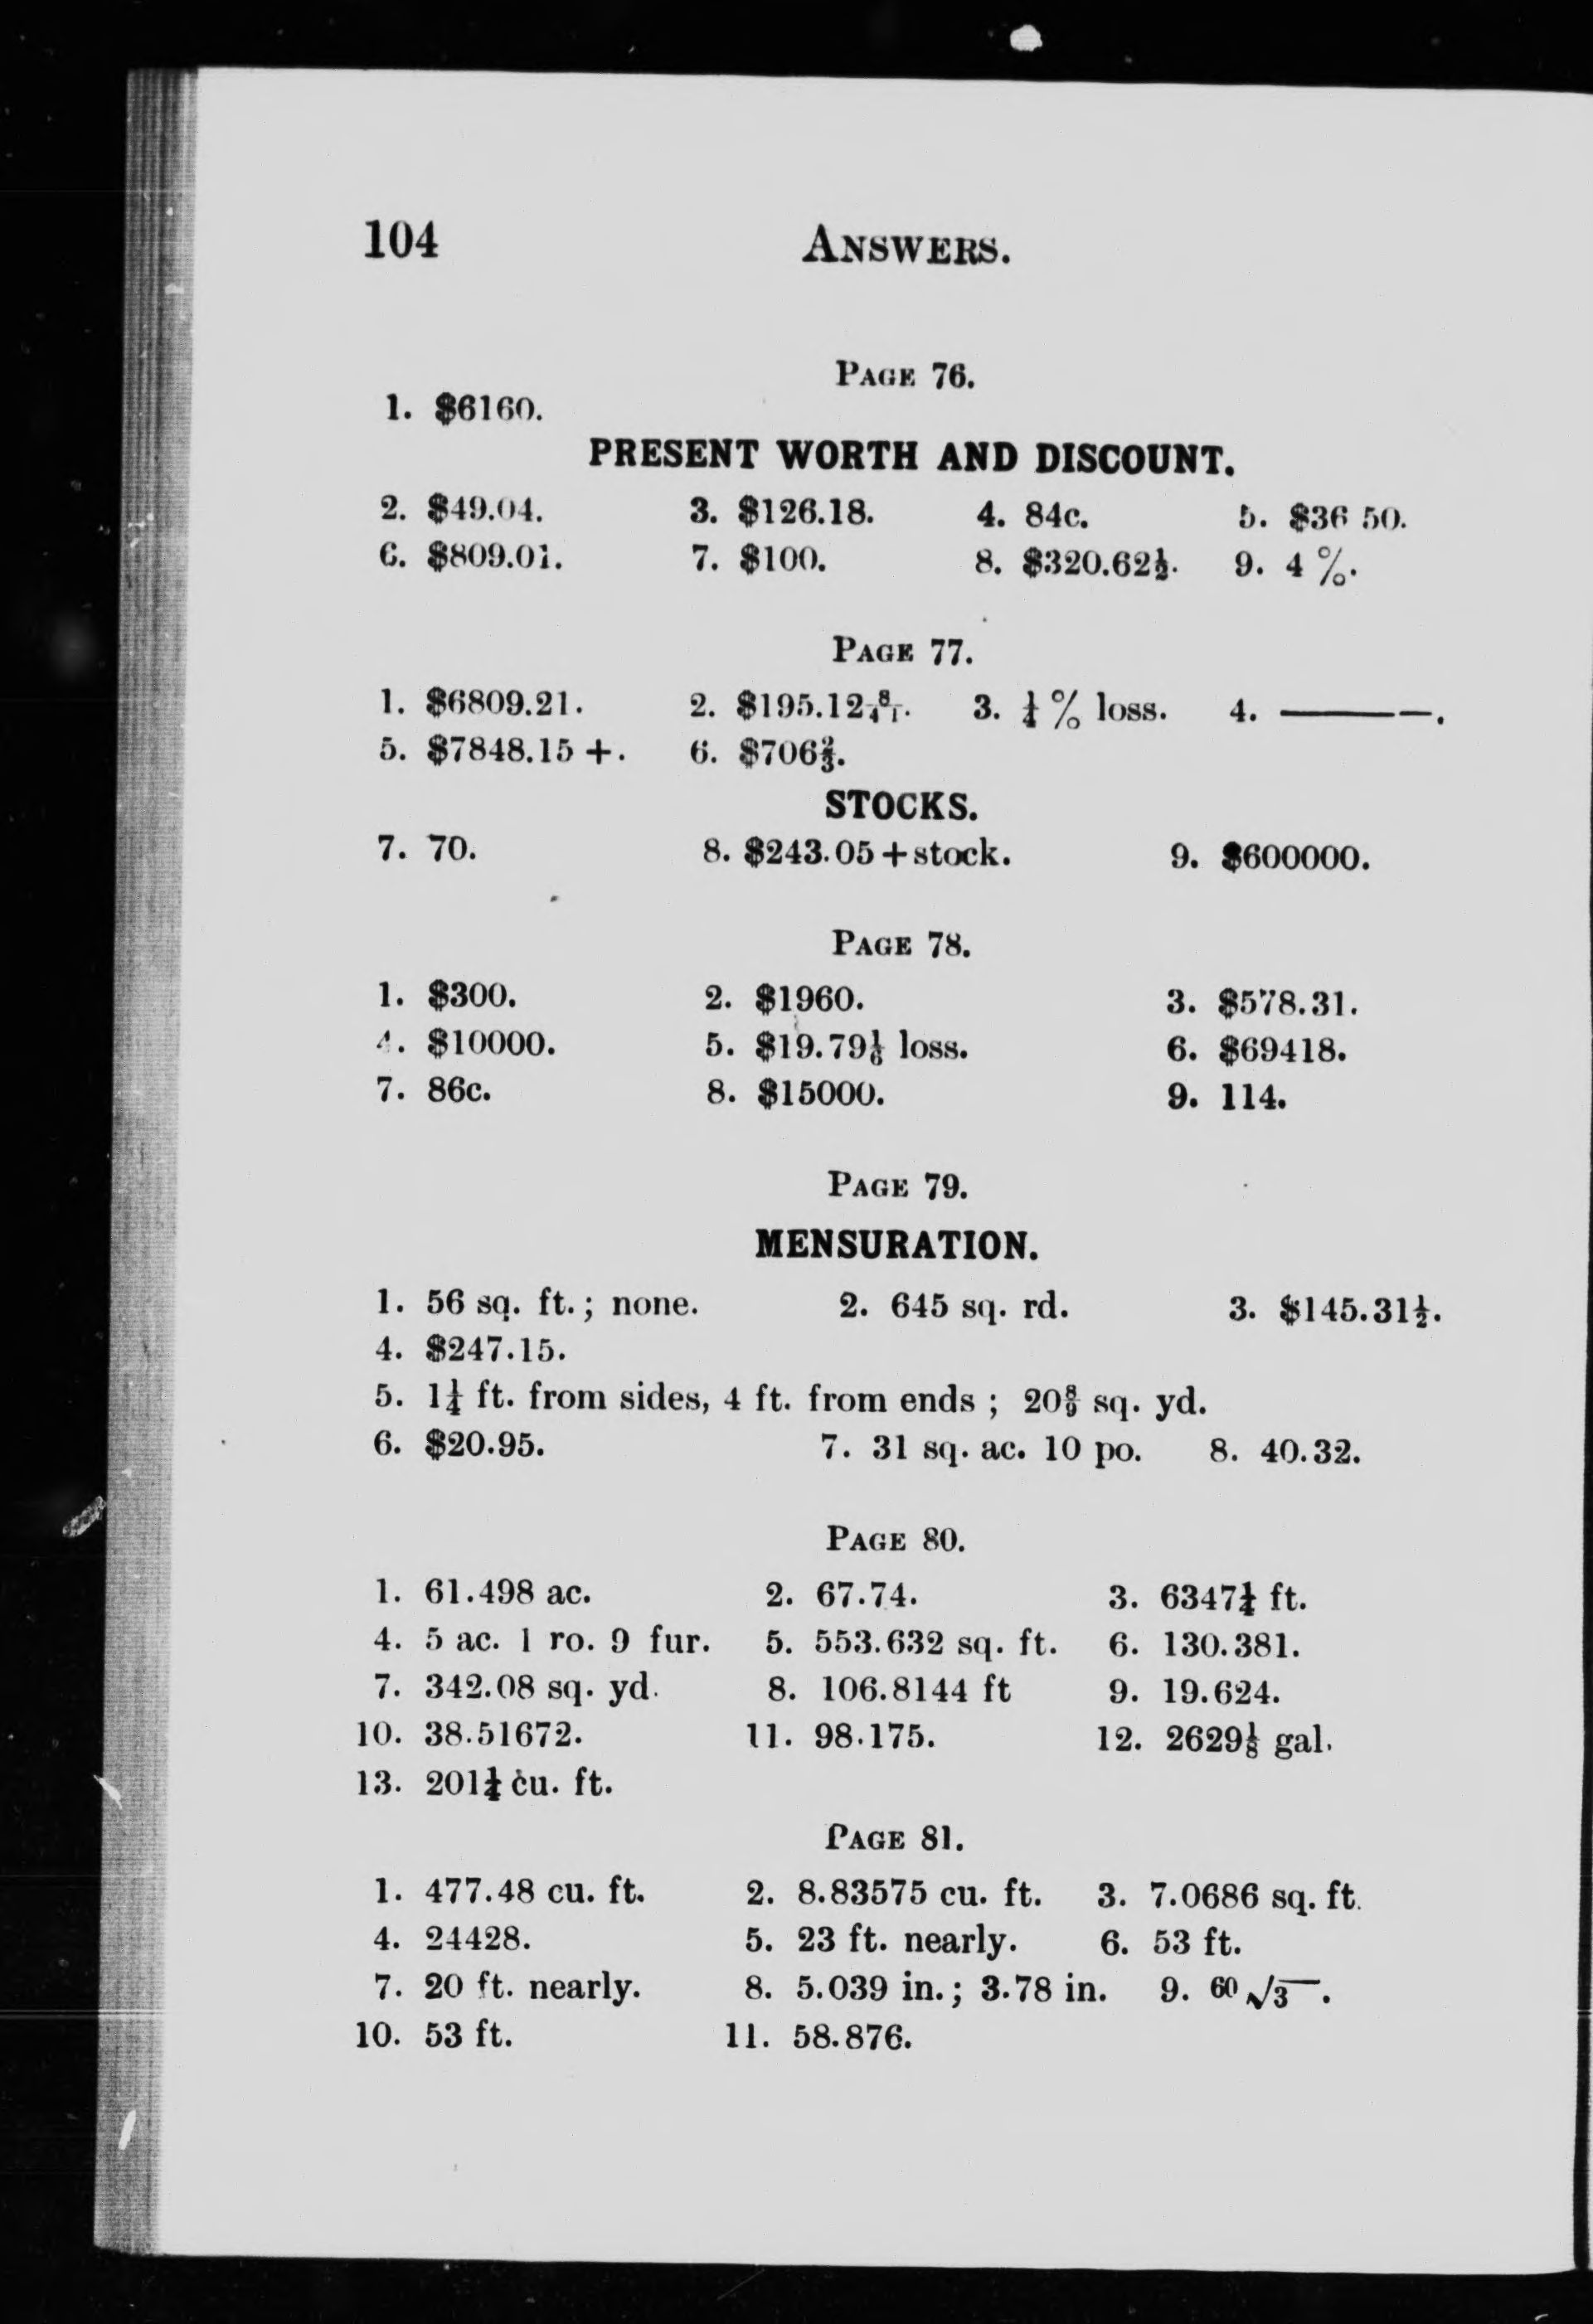 104 ANSWERS.
PAGE 76.
1. $6160.
PRESENT WORTH AND DISCOUNT.
2. $49.04. 3. $126.18. 4. 84c. 5. $36 50.
6. $809.01. 7. $100. 8. $320.62½. 9. 4 %.
PAGE 77.
1. $6809.21. 2. $195.12 8/41. 3. ¼ % loss. 4. ———.
5. $7848.15 +. 6. $706⅔.
STOCKS.
7. 70. 8. $243.05 + stock. 9. $600000.
PAGE 78.
1. $300. 2. $1960. 3. $578.31.
4. $10000. 5. $19.79⅙ loss. 6. $69418.
7. 86c. 8. $15000. 9. 114.
PAGE 79.
MENSURATION.
1. 56 sq. ft.; none. 2. 645 sq. rd. 3. $145.31½.
4. $247.15.
5. 1¼ ft. from sides, 4 ft. from ends ; 20 8/9 sq. yd.
6. $20.95. 7. 31 sq. ac. 10 po. 8. 40.32.
PAGE 80.
1. 61.498 ac. 2. 67.74. 3. 6347¼ ft.
4. 5 ac. 1 ro. 9 fur. 5. 553.632 sq. ft. 6. 130.381.
7. 342.08 sq. yd. 8. 106.8144 ft 9. 19.624.
10. 38.51672. 11. 98.175. 12. 2629⅛ gal.
13. 201¼ cu. ft.
PAGE 81.
1. 477.48 cu. ft. 2. 8.83575 cu. ft. 3. 7.0686 sq. ft.
4. 24428. 5. 23 ft. nearly. 6. 53 ft.
7. 20 ft. nearly. 8. 5.039 in.; 3.78 in. 9. 60 √3.
10. 53 ft. 11. 58.876.